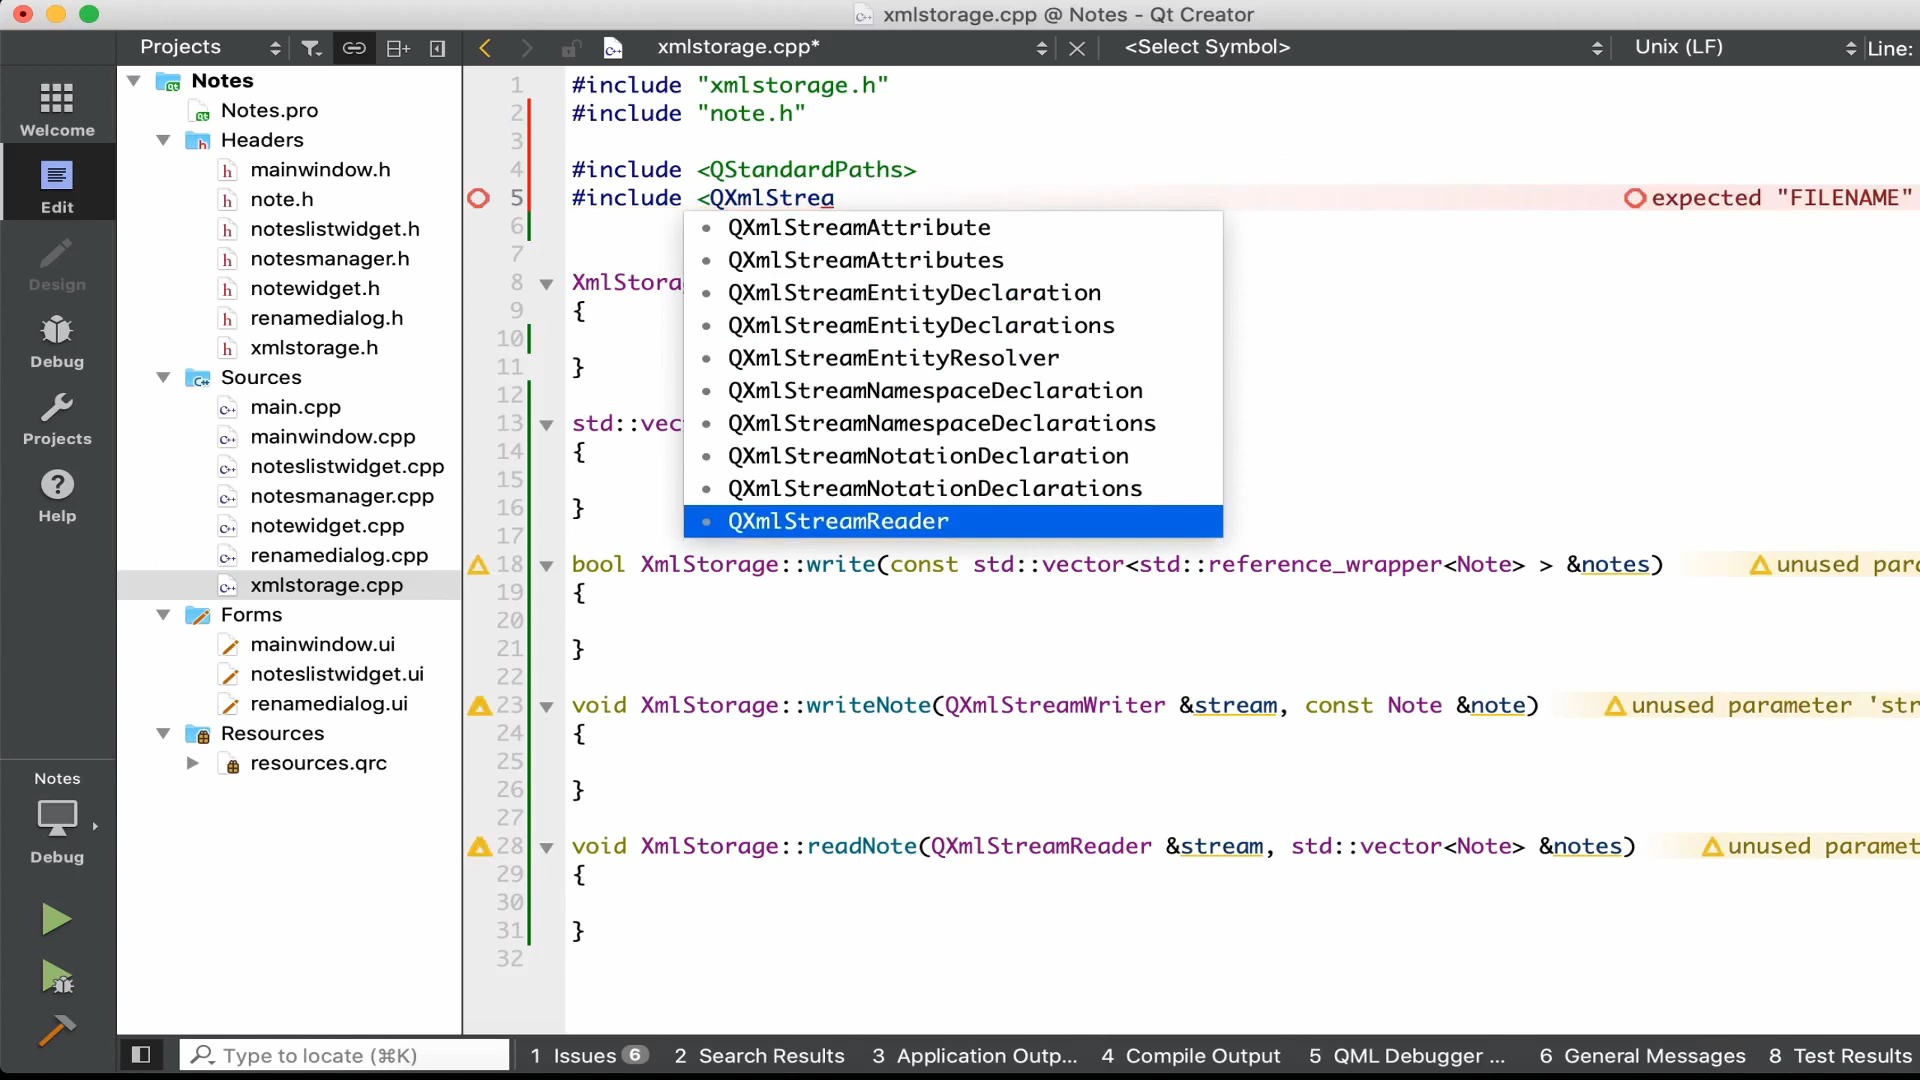 xmlstorage.cpp @ Notes - Qt Creator
Projects
xmlstorage.cpp*
<Select Symbol>
Unix (LF)
Line:
Welcome
Edit
Design
Debug
Projects
Help
Notes
Debug
Notes
Notes.pro
Headers
mainwindow.h
note.h
noteslistwidget.h
notesmanager.h
notewidget.h
renamedialog.h
xmlstorage.h
Sources
main.cpp
mainwindow.cpp
noteslistwidget.cpp
notesmanager.cpp
notewidget.cpp
renamedialog.cpp
xmlstorage.cpp
Forms
mainwindow.ui
noteslistwidget.ui
renamedialog.ui
Resources
resources.qrc
1 #include "xmlstorage.h"
2 #include "note.h"
3
4 #include <QStandardPaths>
5 #include <QXmlStrea expected "FILENAME"
6
7
8 XmlStora
9 {
10
11 }
12
13 std::vec
14 {
15
16 }
17
QXmlStreamAttribute
QXmlStreamAttributes
QXmlStreamEntityDeclaration
QXmlStreamEntityDeclarations
QXmlStreamEntityResolver
QXmlStreamNamespaceDeclaration
QXmlStreamNamespaceDeclarations
QXmlStreamNotationDeclaration
QXmlStreamNotationDeclarations
QXmlStreamReader
18 bool XmlStorage::write(const std::vector<std::reference_wrapper<Note> > &notes) unused par
19 {
20
21 }
22
23 void XmlStorage::writeNote(QXmlStreamWriter &stream, const Note &note) unused parameter 'str
24 {
25
26 }
27
28 void XmlStorage::readNote(QXmlStreamReader &stream, std::vector<Note> &notes) unused paramet
29 {
30
31 }
32
Type to locate (⌘K)
1 Issues 6
2 Search Results
3 Application Outp...
4 Compile Output
5 QML Debugger ...
6 General Messages
8 Test Results